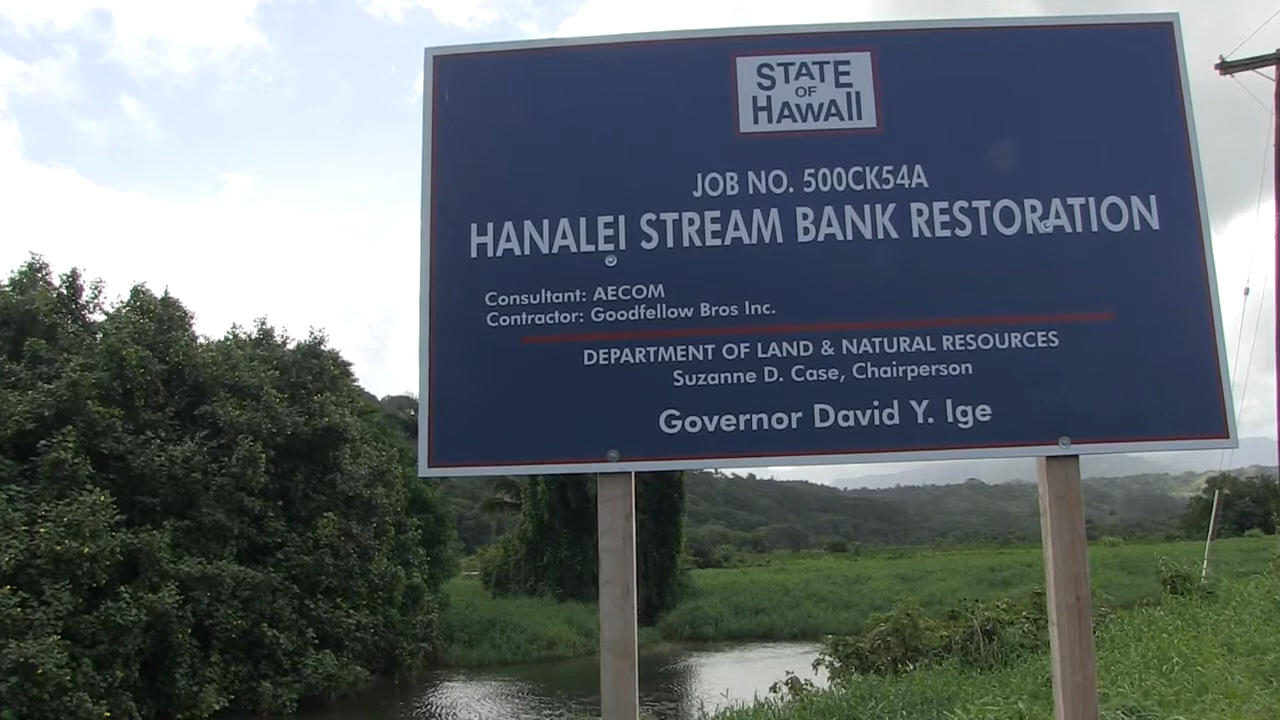 STATE
OF
HAWAII
JOB NO. 500CK54A
HANALEI STREAM BANK RESTORATION
Consultant: AECOM
Contractor: Goodfellow Bros Inc.
DEPARTMENT OF LAND & NATURAL RESOURCES
Suzanne D. Case, Chairperson
Governor David Y. Ige